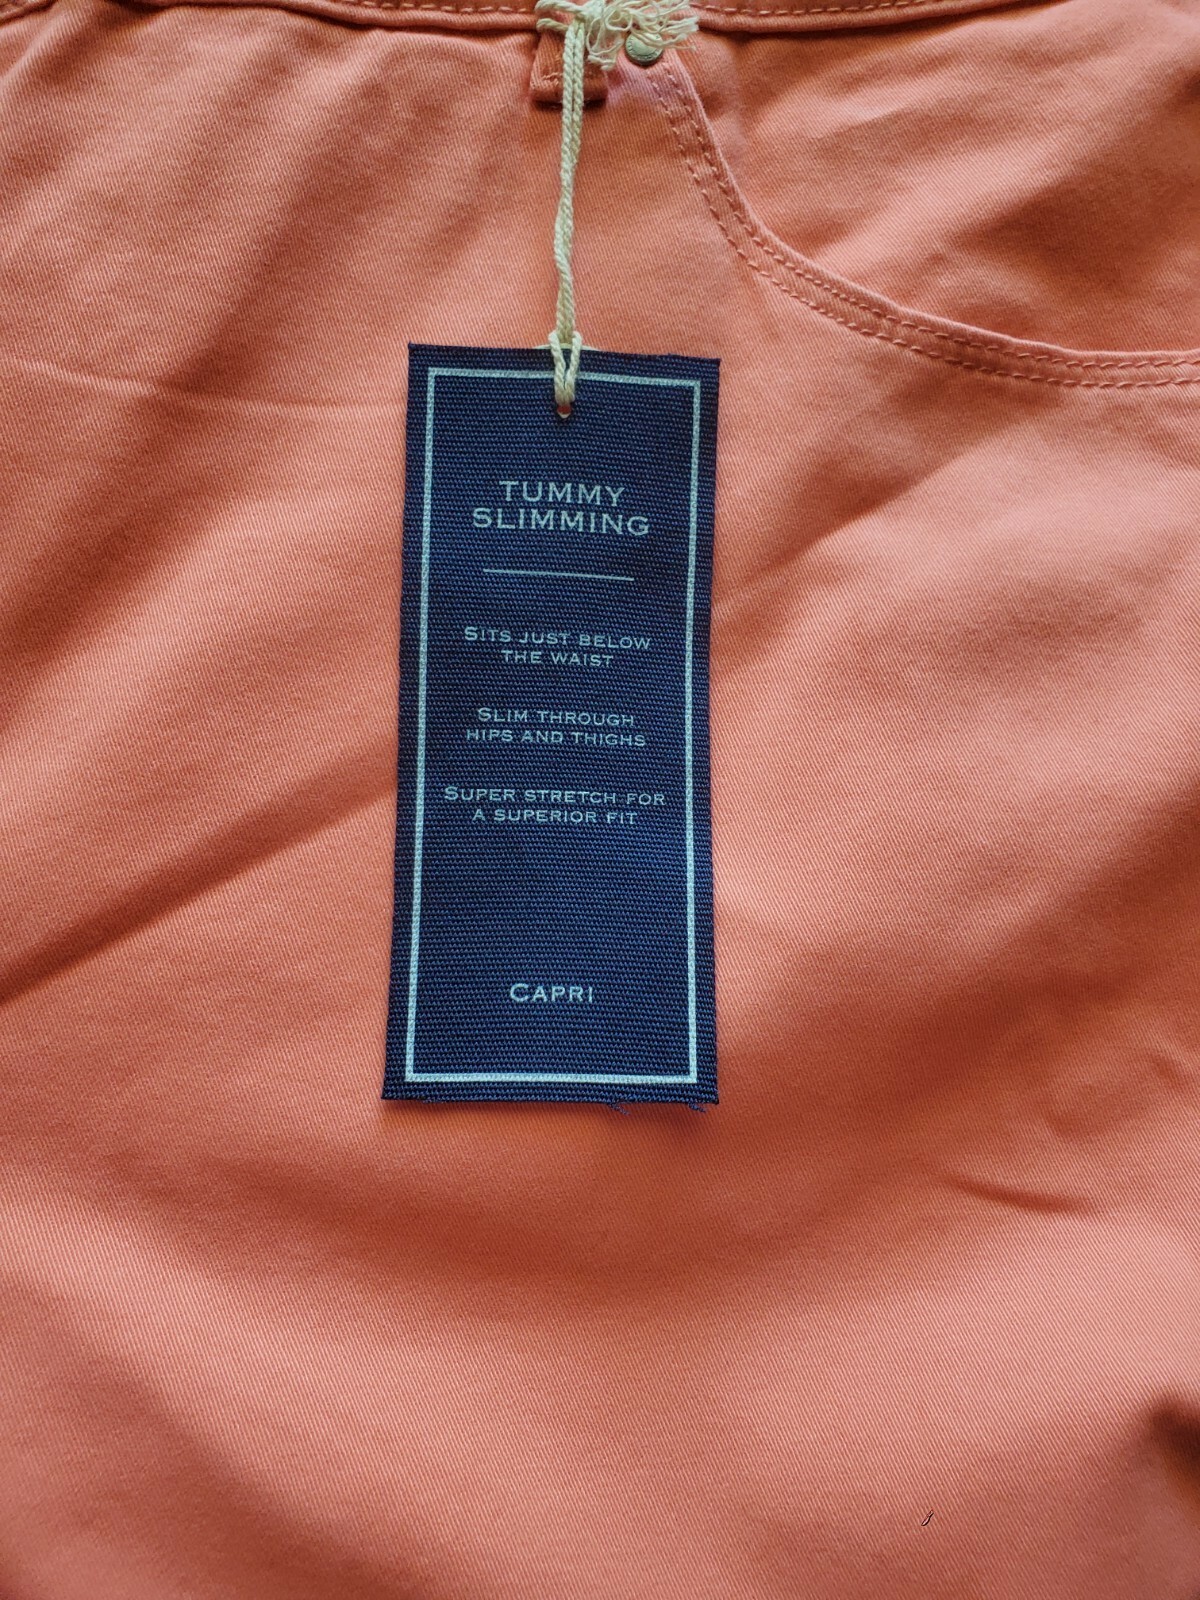 TUMMY
SLIMMING
SITS JUST BELOW
THE WAIST
SLIM THROUGH
HIPS AND THIGHS
SUPER STRETCH FOR
A SUPERIOR FIT
CAPRI